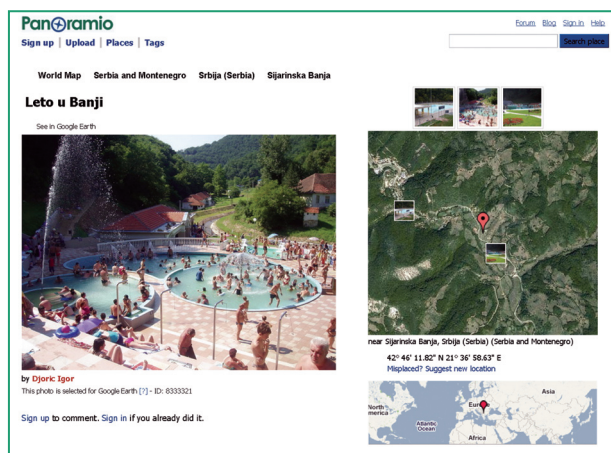 Panoramio
Forum Blog Sign in Help
Sign up | Upload | Places | Tags
Search place
World Map Serbia and Montenegro Srbija (Serbia) Sijarinska Banja
Leto u Banji
See in Google Earth
near Sijarinska Banja, Srbija (Serbia) (Serbia and Montenegro)
42° 46' 11.82" N 21° 36' 58.63" E
Misplaced? Suggest new location
by Djoric Igor
This photo is selected for Google Earth [?] - ID: 8333321
Sign up to comment. Sign in if you already did it.
Asia
North
merica
Atlantic
Ocean
Africa